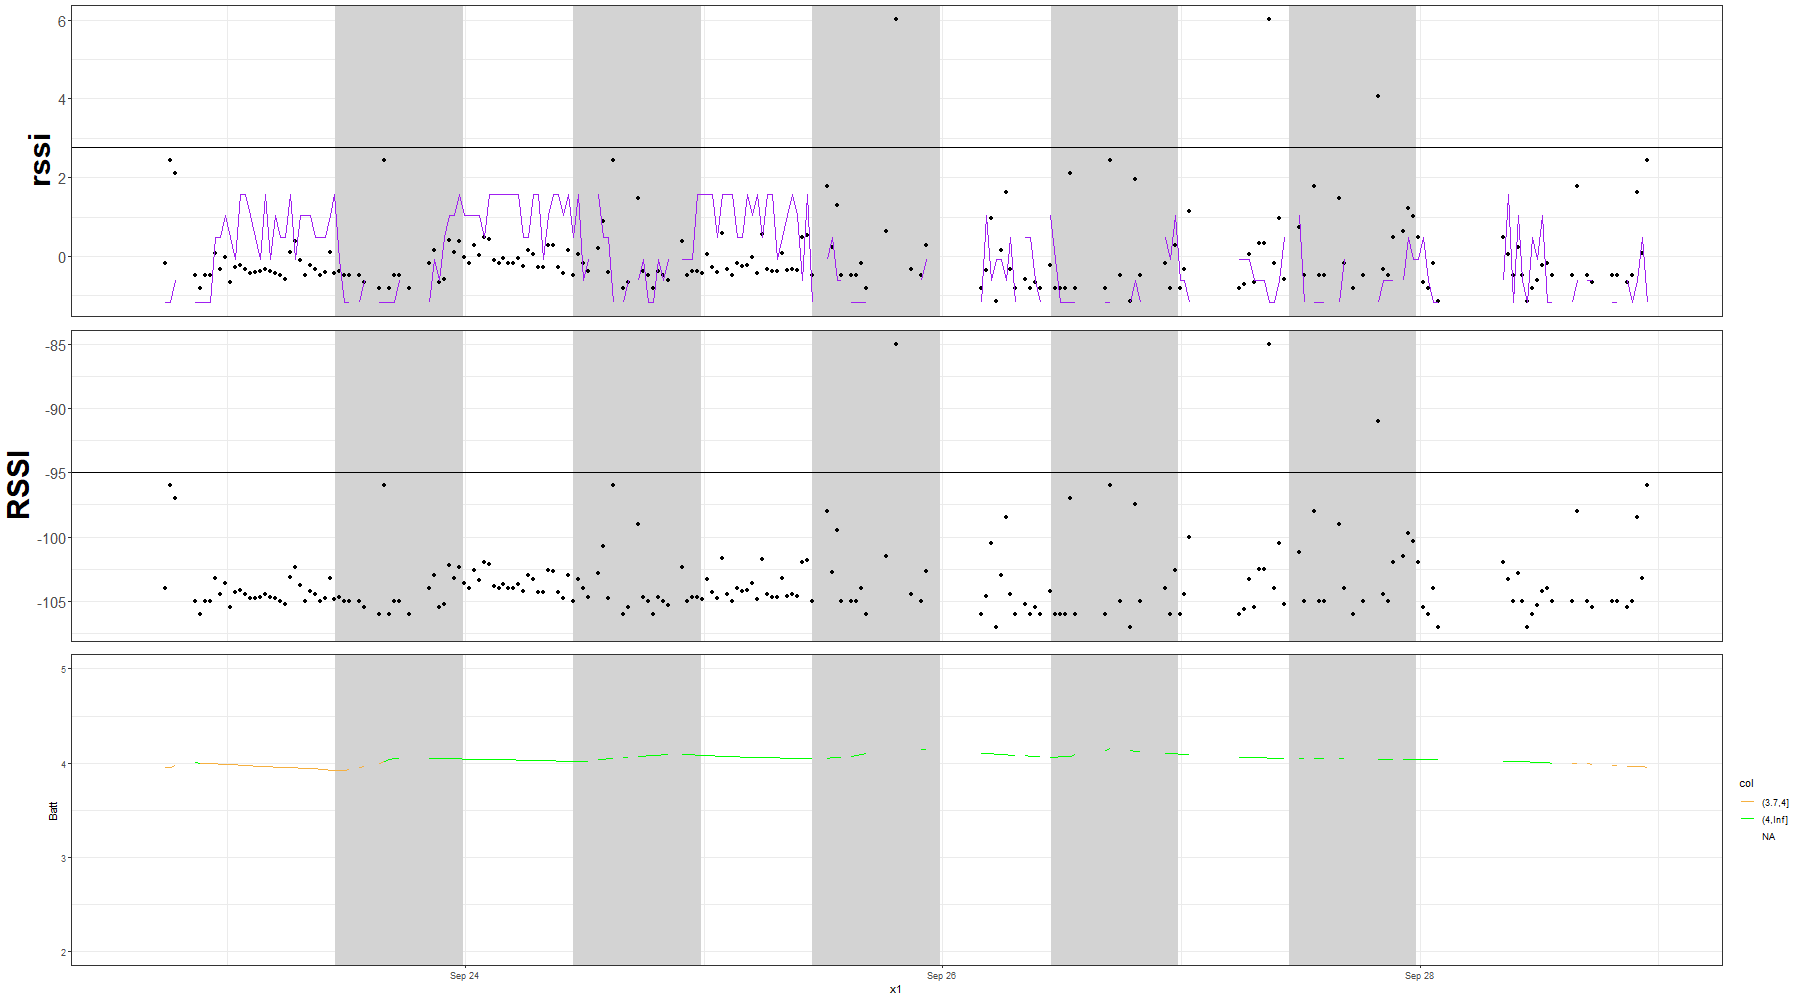 rssi
6
4
2
0
RSSI
-85
-90
-95
-100
-105
Batt
5
4
3
2
Sep 24
Sep 26
Sep 28
x1
col
(3.7,4]
(4,Inf]
NA